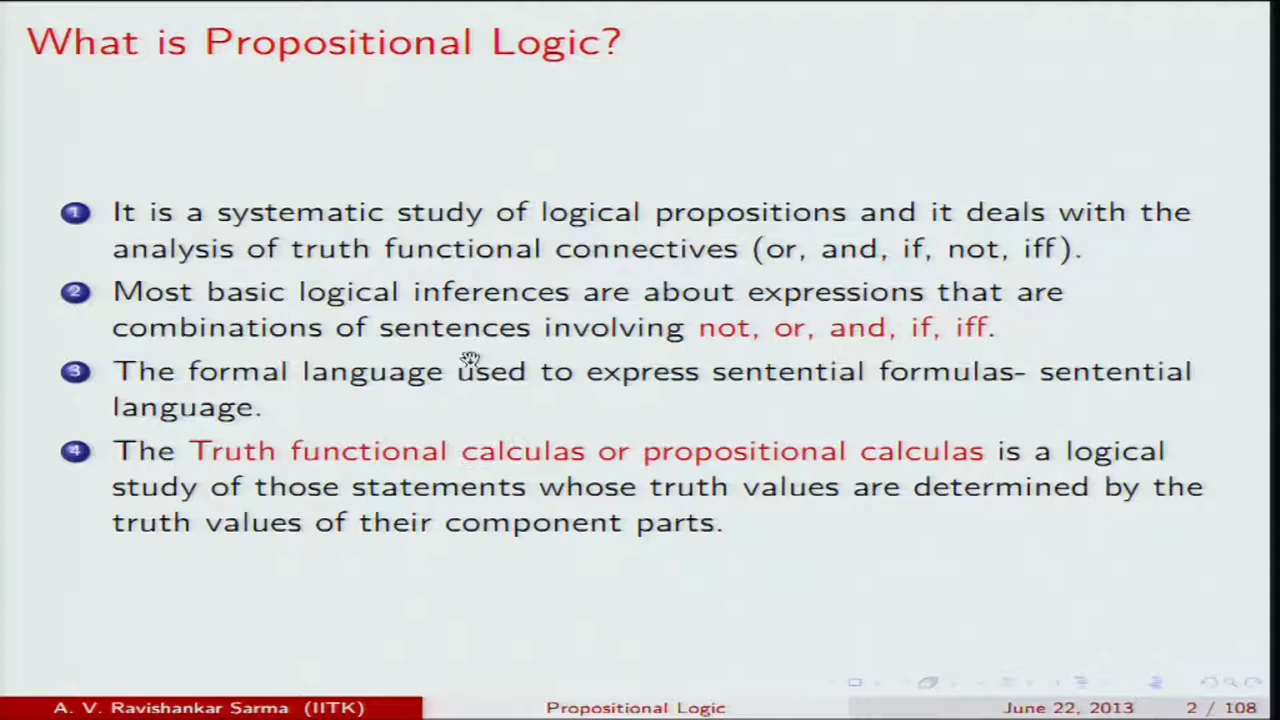 What is Propositional Logic?
1 It is a systematic study of logical propositions and it deals with the
analysis of truth functional connectives (or, and, if, not, iff).
2 Most basic logical inferences are about expressions that are
combinations of sentences involving not, or, and, if, iff.
3 The formal language used to express sentential formulas- sentential
language.
4 The Truth functional calculas or propositional calculas is a logical
study of those statements whose truth values are determined by the
truth values of their component parts.
A. V. Ravishankar Sarma (IITK) Propositional Logic June 22, 2013 2 / 108